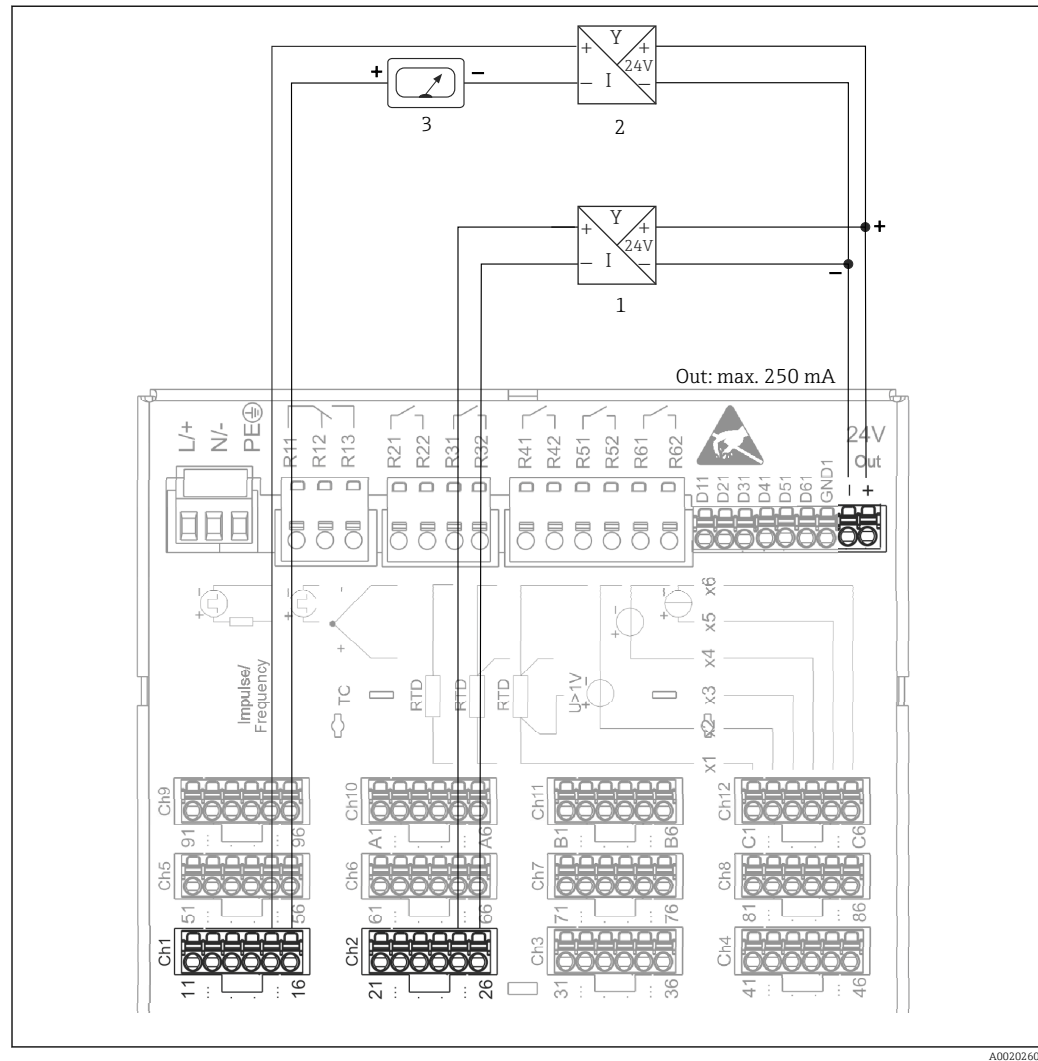 + Y + 24V
+ − − I −
3 2
+ Y + +
24V
− I − −
1
Out: max. 250 mA
L/+ N/- PE R11 R12 R13 R21 R22 R31 R32 R41 R42 R51 R52 R61 R62 24V
Out
D11 D21 D31 D41 D51 D61 GND1 − +
- - - - x6
+ + + x5
+ x4
Impulse/
Frequency TC RTD RTD RTD U>1V + - x3
x2
x1
Ch9 Ch10 Ch11 Ch12
91 ... . ... 96 A1 ... . ... A6 B1 ... . ... B6 C1 ... . ... C6
Ch5 Ch6 Ch7 Ch8
51 ... . ... 56 61 ... . ... 66 71 ... . ... 76 81 ... . ... 86
Ch1 Ch2 Ch3 Ch4
11 ... . ... 16 21 ... . ... 26 31 ... . ... 36 41 ... . ... 46
A0020260